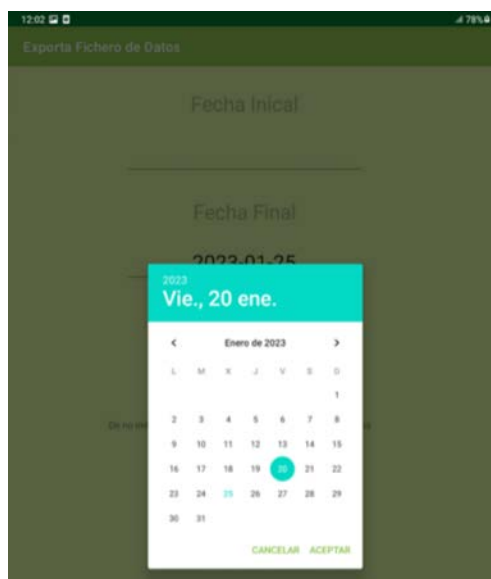 12:02
78%
Exporta Fichero de Datos
Fecha Inical
Fecha Final
2023-01-25
2023
Vie., 20 ene.
Enero de 2023
L M X J V S D
1
2 3 4 5 6 7 8
9 10 11 12 13 14 15
16 17 18 19 20 21 22
23 24 25 26 27 28 29
30 31
De no
CANCELAR ACEPTAR